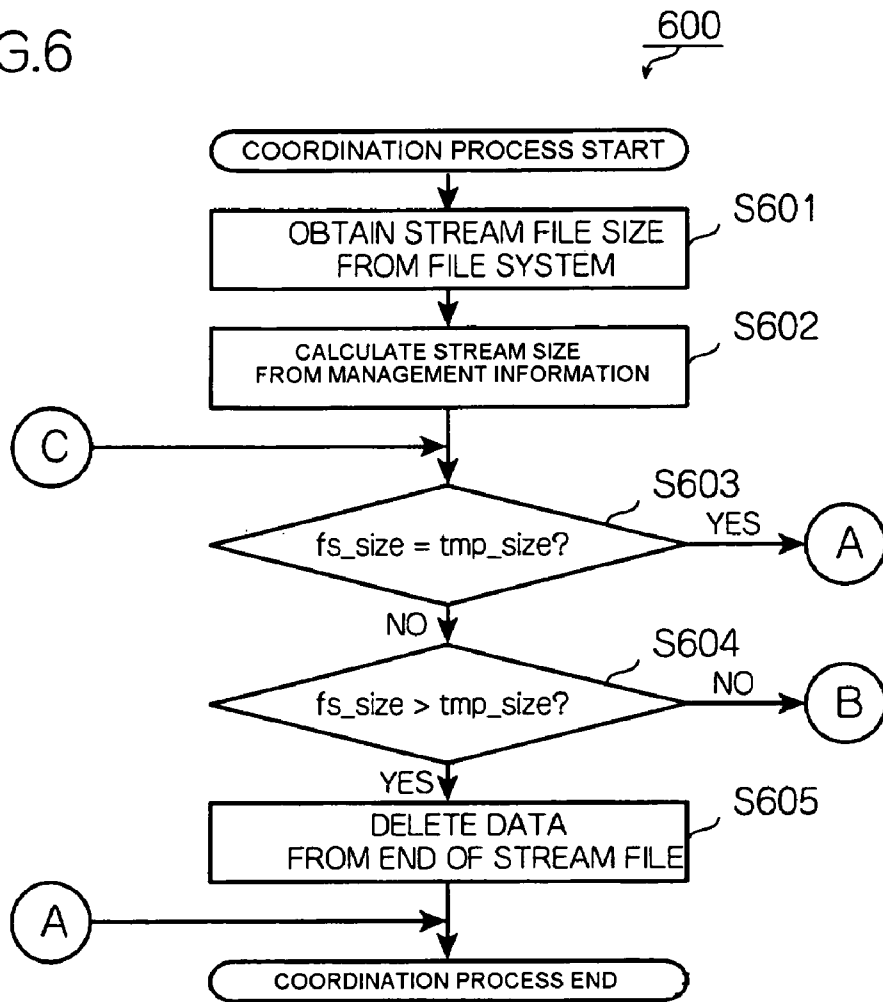 G.6
600
COORDINATION PROCESS START
S601
OBTAIN STREAM FILE SIZE
FROM FILE SYSTEM
S602
CALCULATE STREAM SIZE
FROM MANAGEMENT INFORMATION
C
S603
fs_size = tmp_size?
YES
A
NO
S604
fs_size > tmp_size?
NO
B
YES
S605
DELETE DATA
FROM END OF STREAM FILE
A
COORDINATION PROCESS END